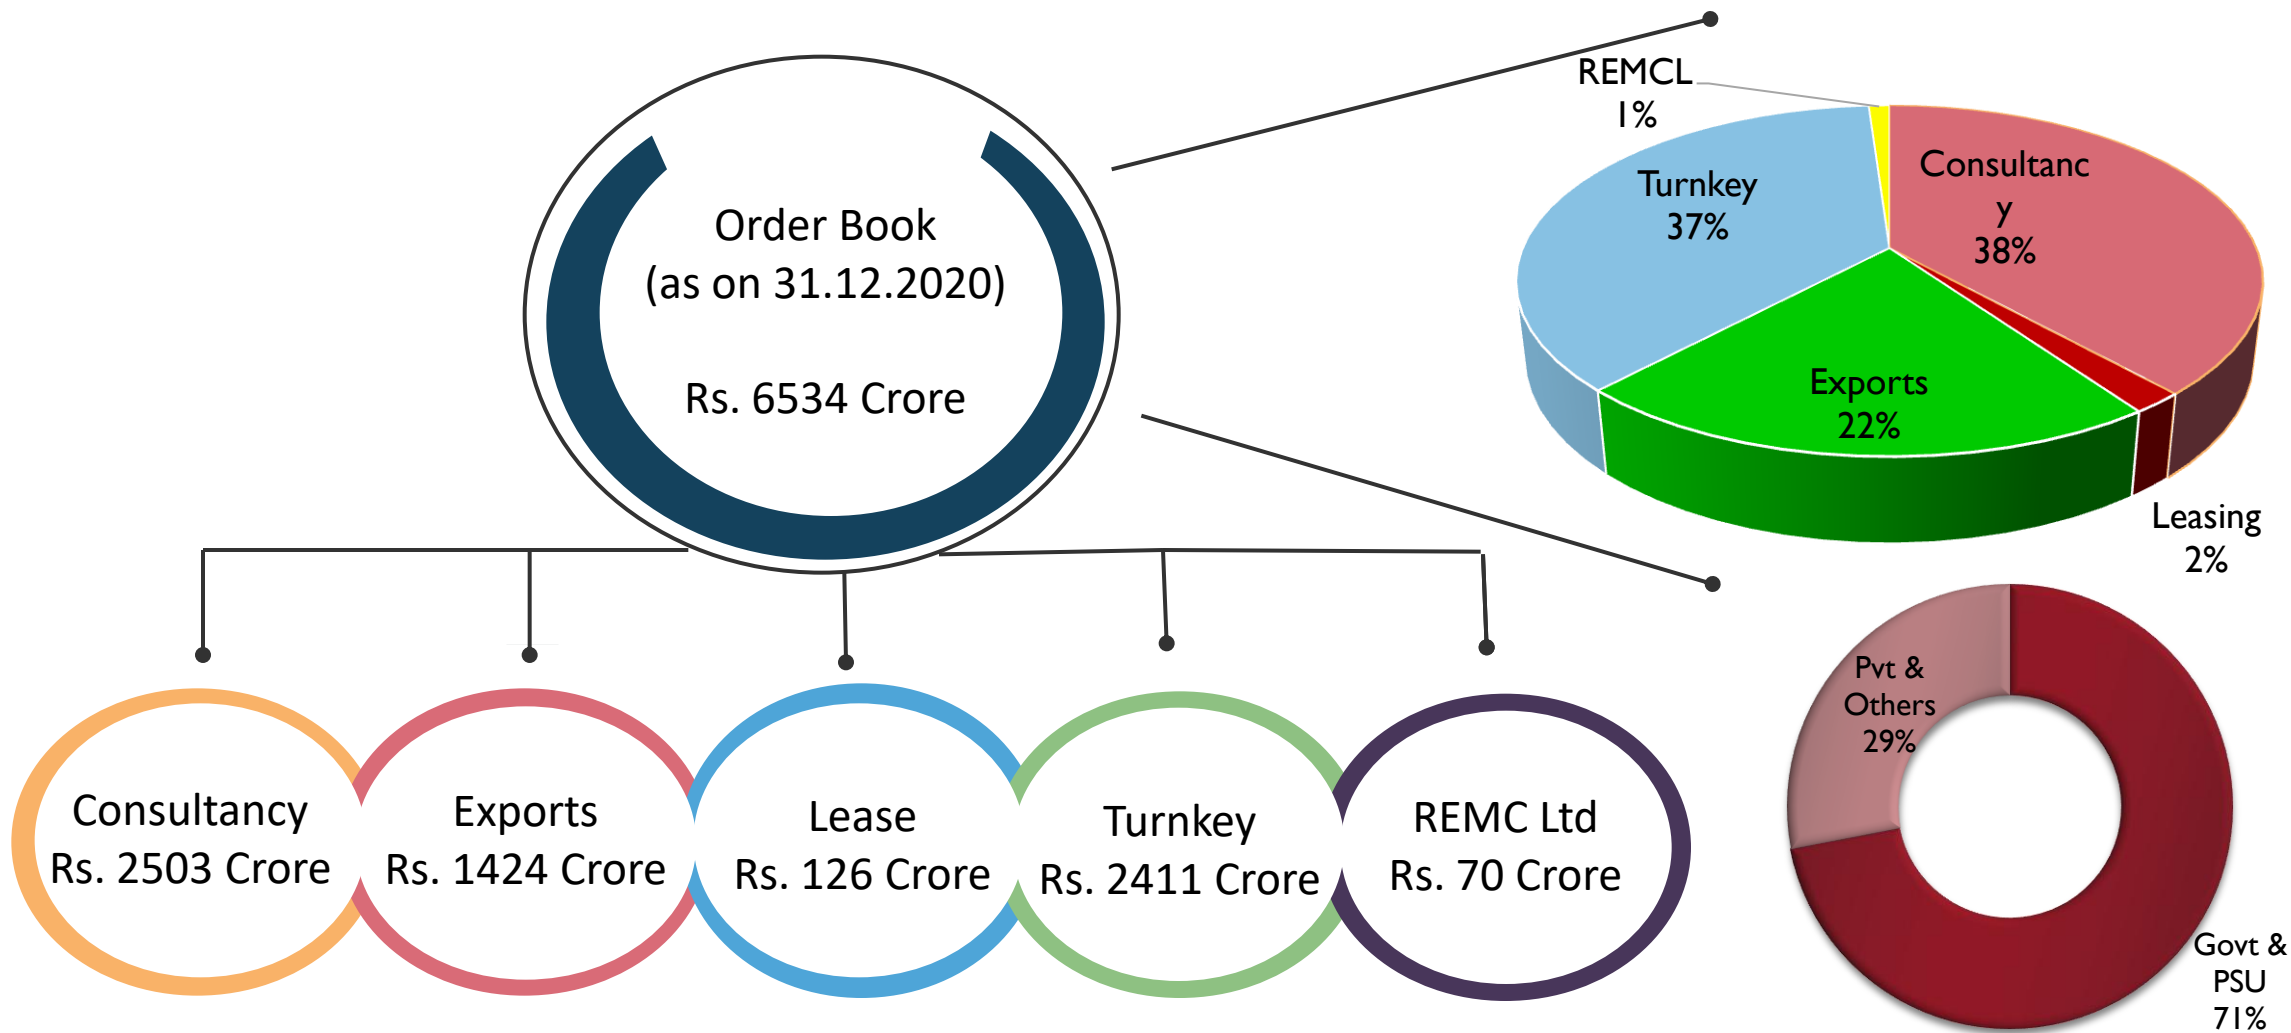 Order Book
(as on 31.12.2020)
Rs. 6534 Crore
REMCL
1%
Turnkey
37%
Consultanc
y
38%
Exports
22%
Leasing
2%
Consultancy
Rs. 2503 Crore
Exports
Rs. 1424 Crore
Lease
Rs. 126 Crore
Turnkey
Rs. 2411 Crore
REMC Ltd
Rs. 70 Crore
Pvt &
Others
29%
Govt &
PSU
71%